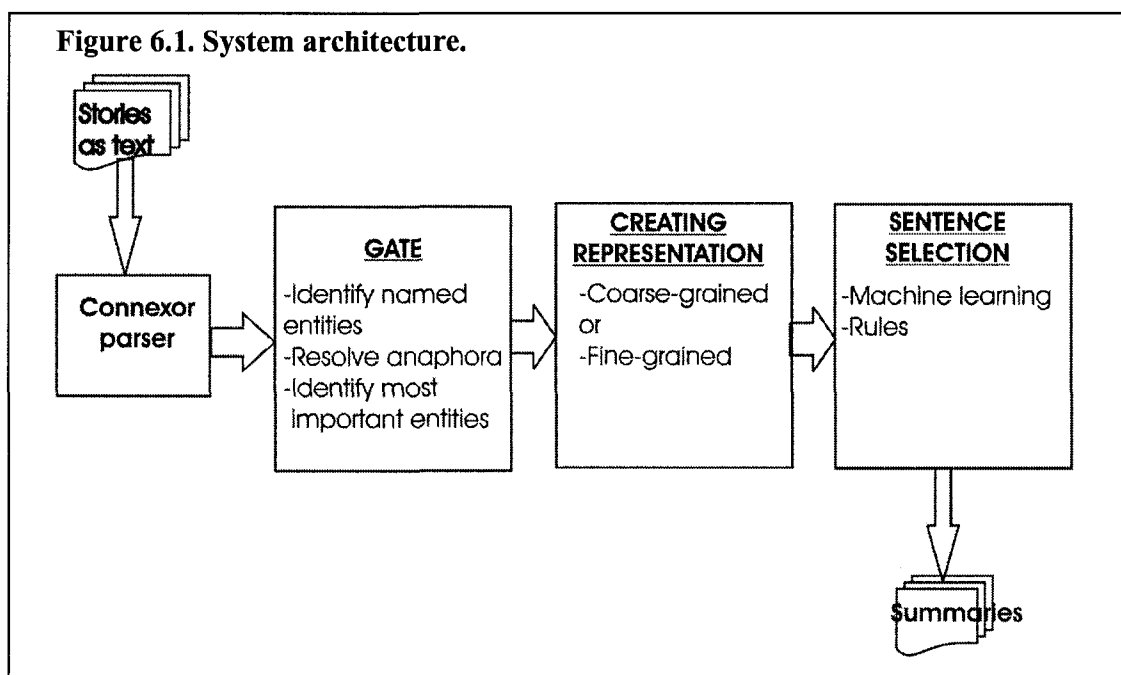 Figure 6.1. System architecture.
Stories
as text
Connexor
parser
GATE
-Identify named
entities
-Resolve anaphora
-Identify most
important entities
CREATING
REPRESENTATION
-Coarse-grained
or
-Fine-grained
SENTENCE
SELECTION
-Machine learning
-Rules
Summaries